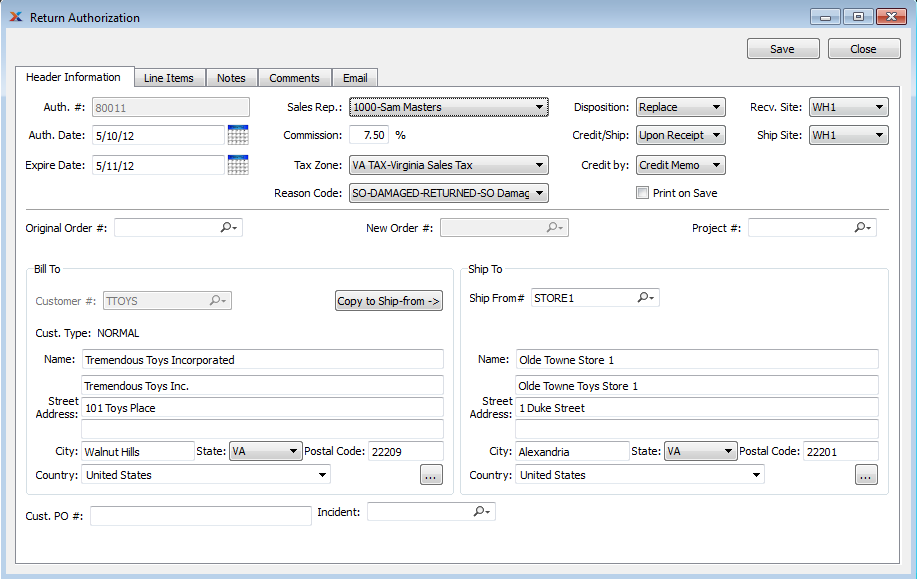 Return Authorization
Save Close
Header Information Line Items Notes Comments Email
Auth. #: 80011 Sales Rep.: 1000-Sam Masters Disposition: Replace Recv. Site: WH1
Auth. Date: 5/10/12 Commission: 7.50 % Credit/Ship: Upon Receipt Ship Site: WH1
Expire Date: 5/11/12 Tax Zone: VA TAX-Virginia Sales Tax Credit by: Credit Memo
Reason Code: SO-DAMAGED-RETURNED-SO Damag Print on Save
Original Order #: New Order #: Project #:
Bill To Ship To
Customer #: TTOYS Copy to Ship-from -> Ship From# STORE1
Cust. Type: NORMAL
Name: Tremendous Toys Incorporated Name: Olde Towne Store 1
Tremendous Toys Inc. Olde Towne Toys Store 1
Street Address: 101 Toys Place Street Address: 1 Duke Street
City: Walnut Hills State: VA Postal Code: 22209 City: Alexandria State: VA Postal Code: 22201
Country: United States ... Country: United States ...
Cust. PO #: Incident: